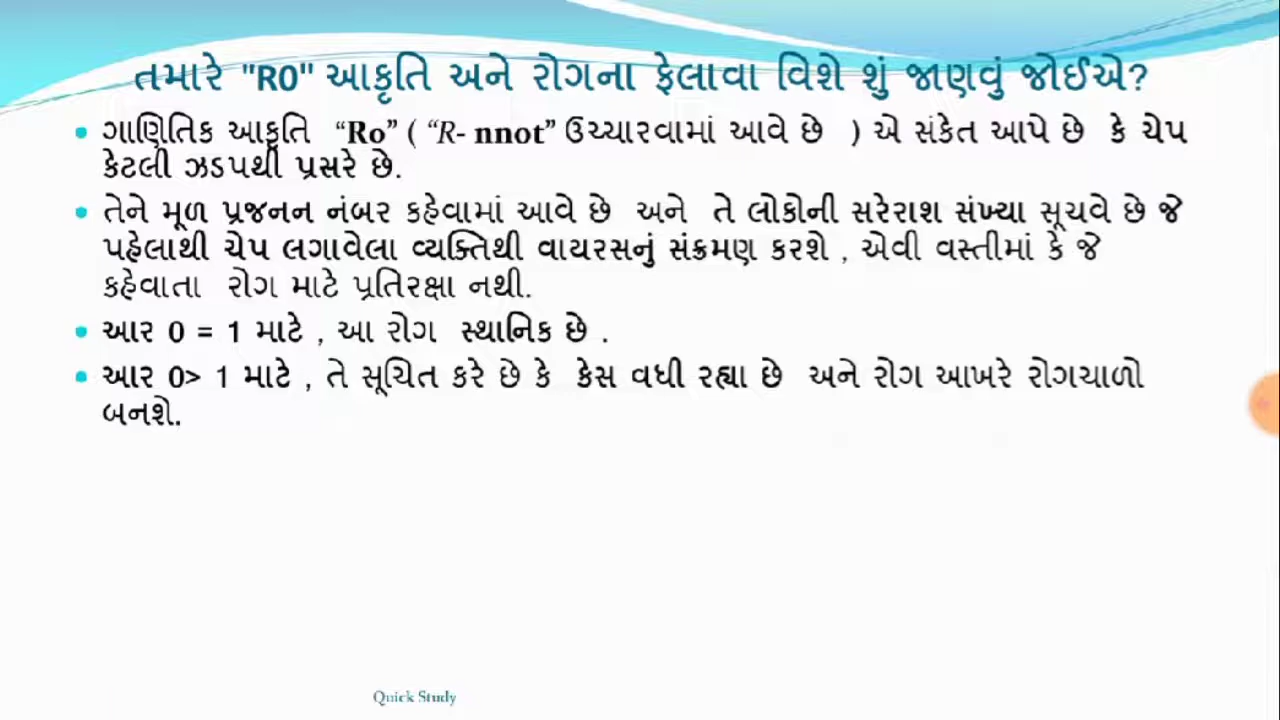 તમારે "R0" આકૃતિ અને રોગના ફેલાવા વિશે શું જાણવું જોઈએ?
• ગાણિતિક આકૃતિ “Ro” ( “R- nnot” ઉચ્ચારવામાં આવે છે ) એ સંકેત આપે છે કે ચેપ
કેટલી ઝડપથી પ્રસરે છે.
• તેને મૂળ પ્રજનન નંબર કહેવામાં આવે છે અને તે લોકોની સરેરાશ સંખ્યા સૂચવે છે જે
પહેલાથી ચેપ લગાવેલા વ્યક્તિથી વાયરસનું સંક્રમણ કરશે , એવી વસ્તીમાં કે જે
કહેવાતા રોગ માટે પ્રતિરક્ષા નથી.
• આર 0 = 1 માટે , આ રોગ સ્થાનિક છે .
• આર 0> 1 માટે , તે સૂચિત કરે છે કે કેસ વધી રહ્યા છે અને રોગ આખરે રોગચાળો
બનશે.
Quick Study